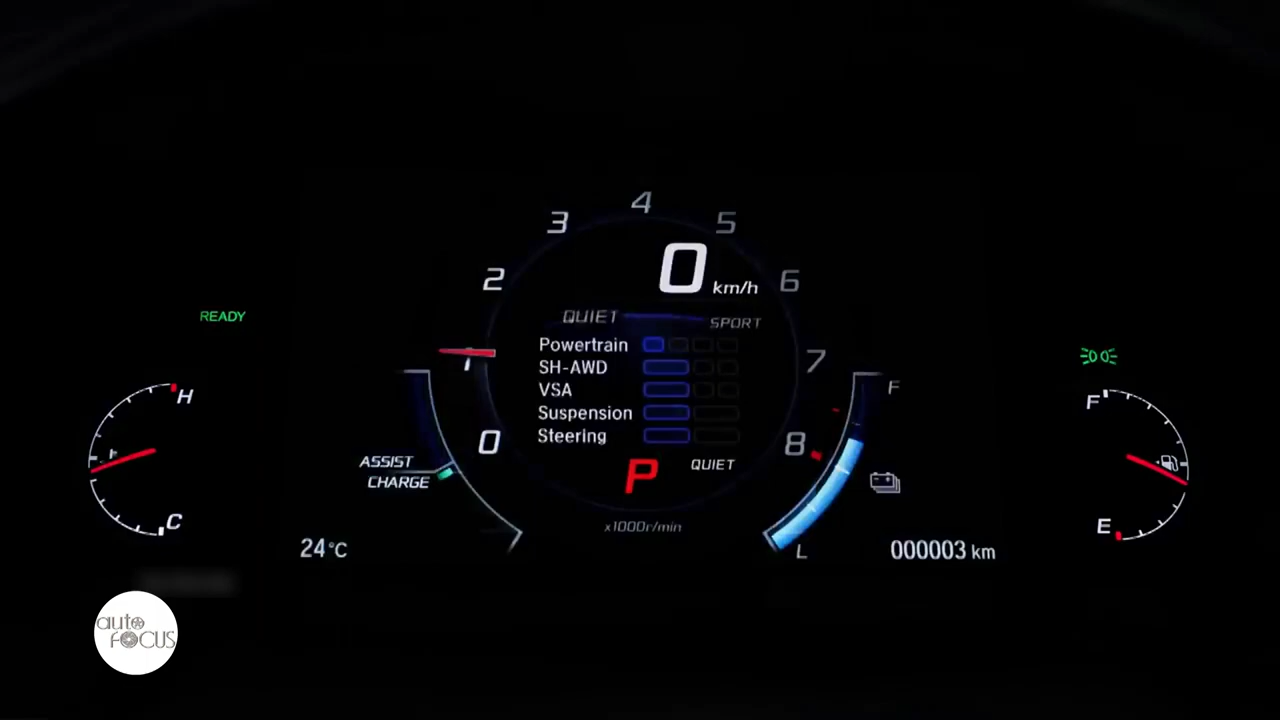 4
3
5
2
0 km/h
6
READY
QUIET SPORT
Powertrain
1
7
SH-AWD
VSA
Suspension
Steering
H
F
F
0
8
ASSIST
CHARGE
P
QUIET
C
x1000r/min
E
24°C
L
000003 km
auto
FOCUS